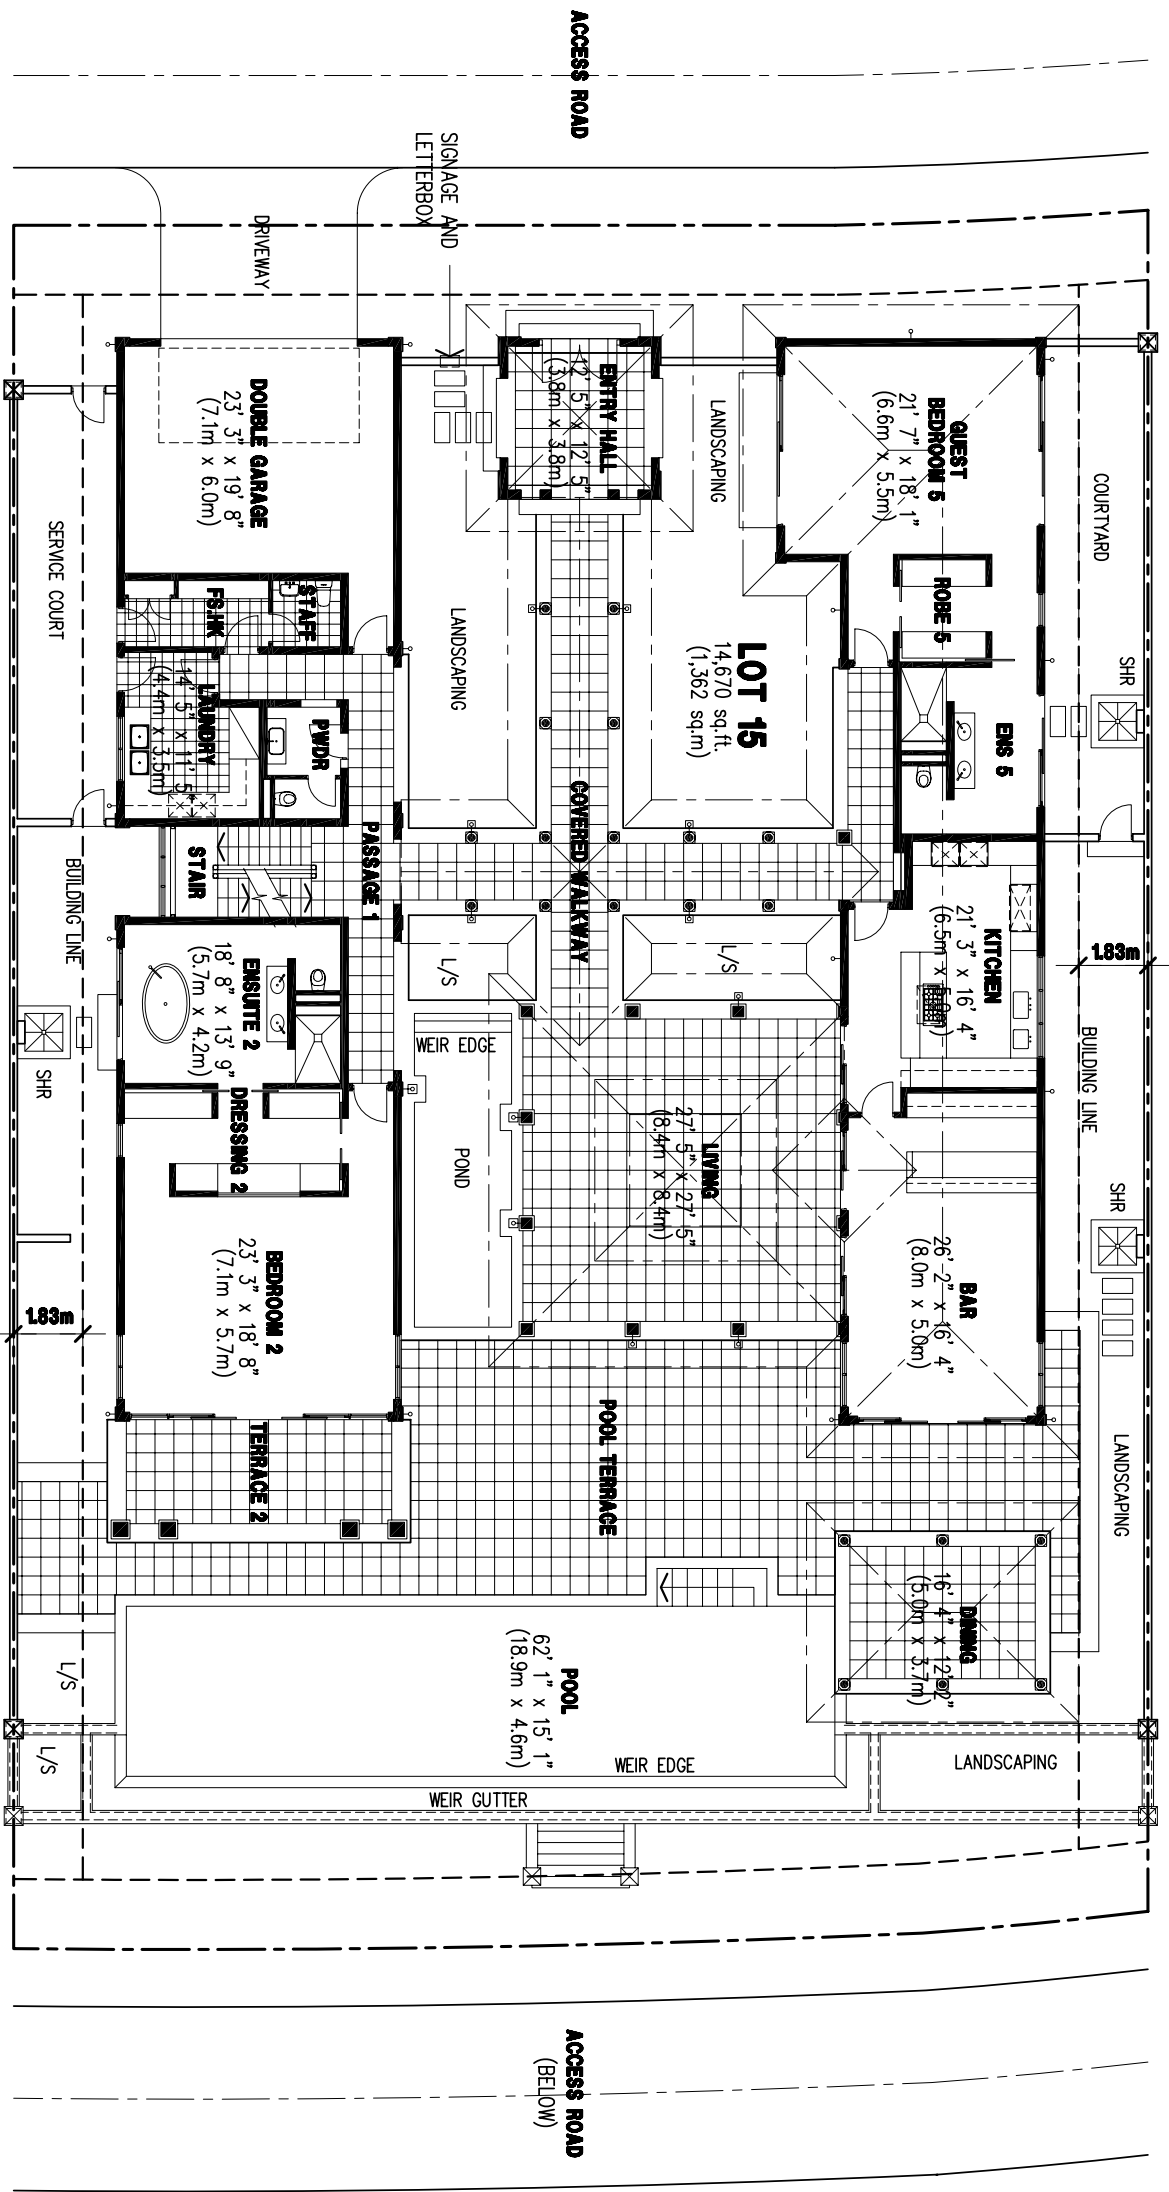 ACCESS ROAD
SIGNAGE AND
LETTERBOX
DRIVEWAY
ENTRY HALL
12' 5" x 12' 5"
(3.8m x 3.8m)
DOUBLE GARAGE
23' 3" x 19' 8"
(7.1m x 6.0m)
LANDSCAPING
QUEST
BEDROOM 5
21' 7" x 18' 1"
(6.6m x 5.5m)
COURTYARD
SERVICE COURT
FS.HK
STAFF
LANDSCAPING
LOT 15
14,670 sq.ft.
(1,362 sq.m)
ROBE 5
SHR
ENS 5
LAUNDRY
14' 5" x 11' 5"
(4.4m x 3.5m)
PWDR
PASSAGE 1
STAIR
COVERED WALKWAY
BUILDING LINE
L/S
L/S
KITCHEN
21' 3" x 16' 4"
(6.5m x 5.0m)
1.83m
ENSUITE 2
18' 8" x 13' 9"
(5.7m x 4.2m)
WEIR EDGE
BUILDING LINE
SHR
DRESSING 2
POND
LIVING
27' 5" x 27' 5"
(8.4m x 8.4m)
SHR
BEDROOM 2
23' 3" x 18' 8"
(7.1m x 5.7m)
BAR
26' 2" x 16' 4"
(8.0m x 5.0m)
1.83m
TERRACE 2
POOL TERRACE
LANDSCAPING
DINING
16' 4" x 12' 2"
(5.0m x 3.7m)
L/S
POOL
62' 1" x 15' 1"
(18.9m x 4.6m)
L/S
WEIR EDGE
LANDSCAPING
WEIR GUTTER
ACCESS ROAD
(BELOW)